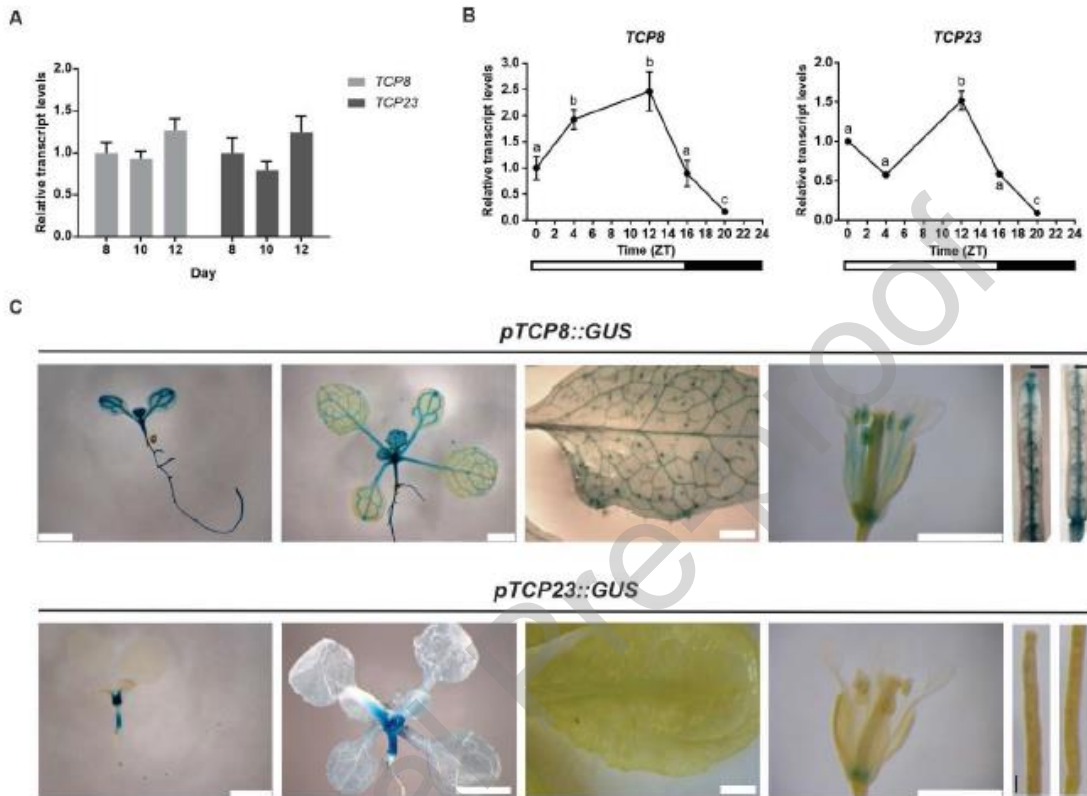 A
2.0
1.5
1.0
0.5
0.0
Relative transcript levels
8 10 12 8 10 12
Day
TCP8
TCP23
B
TCP8
3.0
2.5
2.0
1.5
1.0
0.5
0.0
Relative transcript levels
a b b a c
0 2 4 6 8 10 12 14 16 18 20 22 24
Time (ZT)
TCP23
2.0
1.5
1.0
0.5
0.0
Relative transcript levels
a a b a c
0 2 4 6 8 10 12 14 16 18 20 22 24
Time (ZT)
C
pTCP8::GUS
pTCP23::GUS
Pre-proof